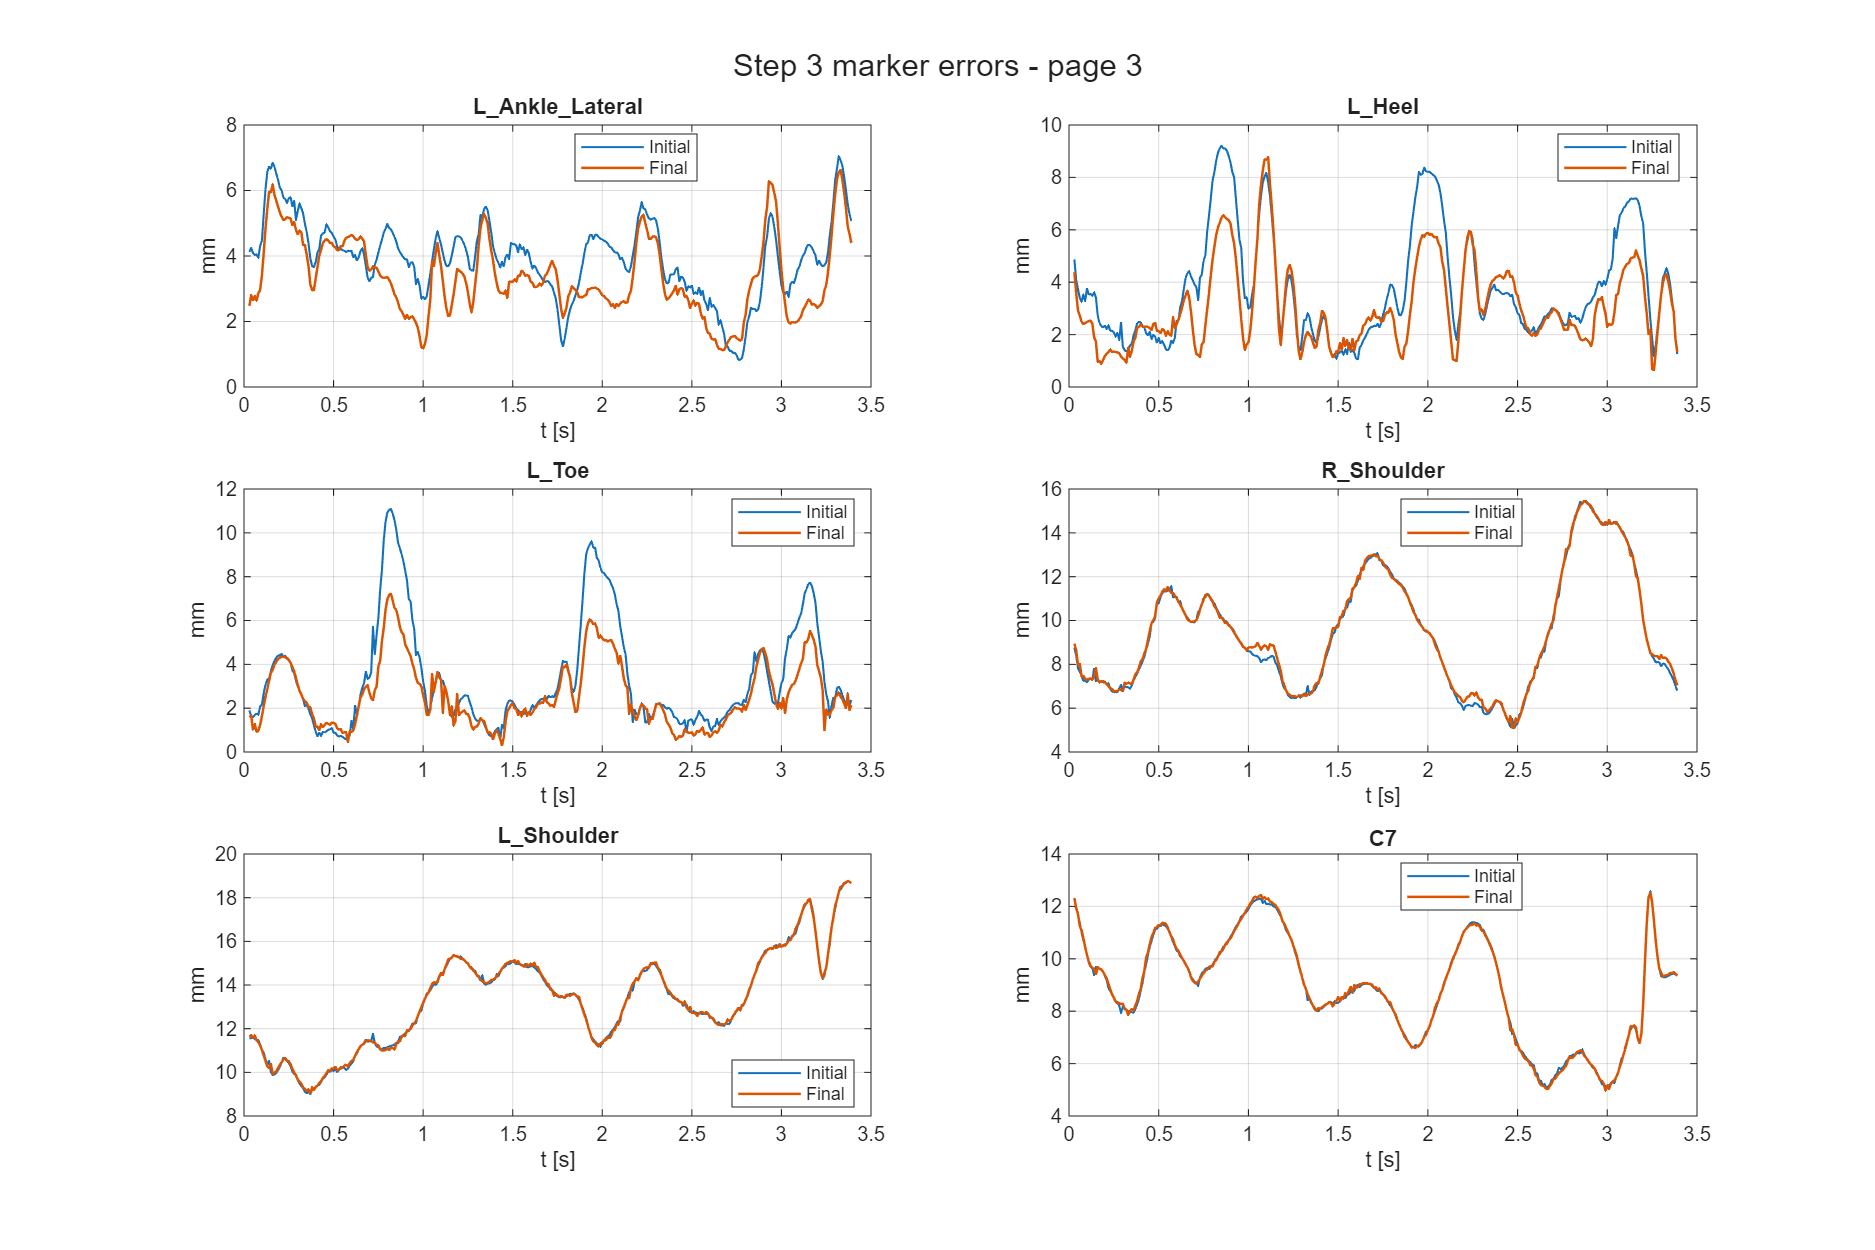 Step 3 marker errors - page 3
L_Ankle_Lateral
8
6
4
2
0
mm
Initial
Final
0 0.5 1 1.5 2 2.5 3 3.5
t [s]
L_Heel
10
8
6
4
2
0
mm
Initial
Final
0 0.5 1 1.5 2 2.5 3 3.5
t [s]
L_Toe
12
10
8
6
4
2
0
mm
Initial
Final
0 0.5 1 1.5 2 2.5 3 3.5
t [s]
R_Shoulder
16
14
12
10
8
6
4
mm
Initial
Final
0 0.5 1 1.5 2 2.5 3 3.5
t [s]
L_Shoulder
20
18
16
14
12
10
8
mm
Initial
Final
0 0.5 1 1.5 2 2.5 3 3.5
t [s]
C7
14
12
10
8
6
4
mm
Initial
Final
0 0.5 1 1.5 2 2.5 3 3.5
t [s]